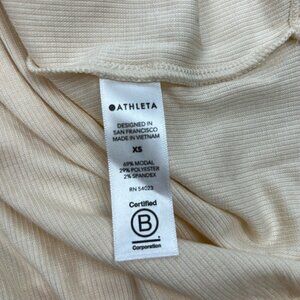 ATHLETA
DESIGNED IN
SAN FRANCISCO
MADE IN VIETNAM
XS
69% MODAL
29% POLYESTER
2% SPANDEX
RN 54023
Certified
B
Corporation